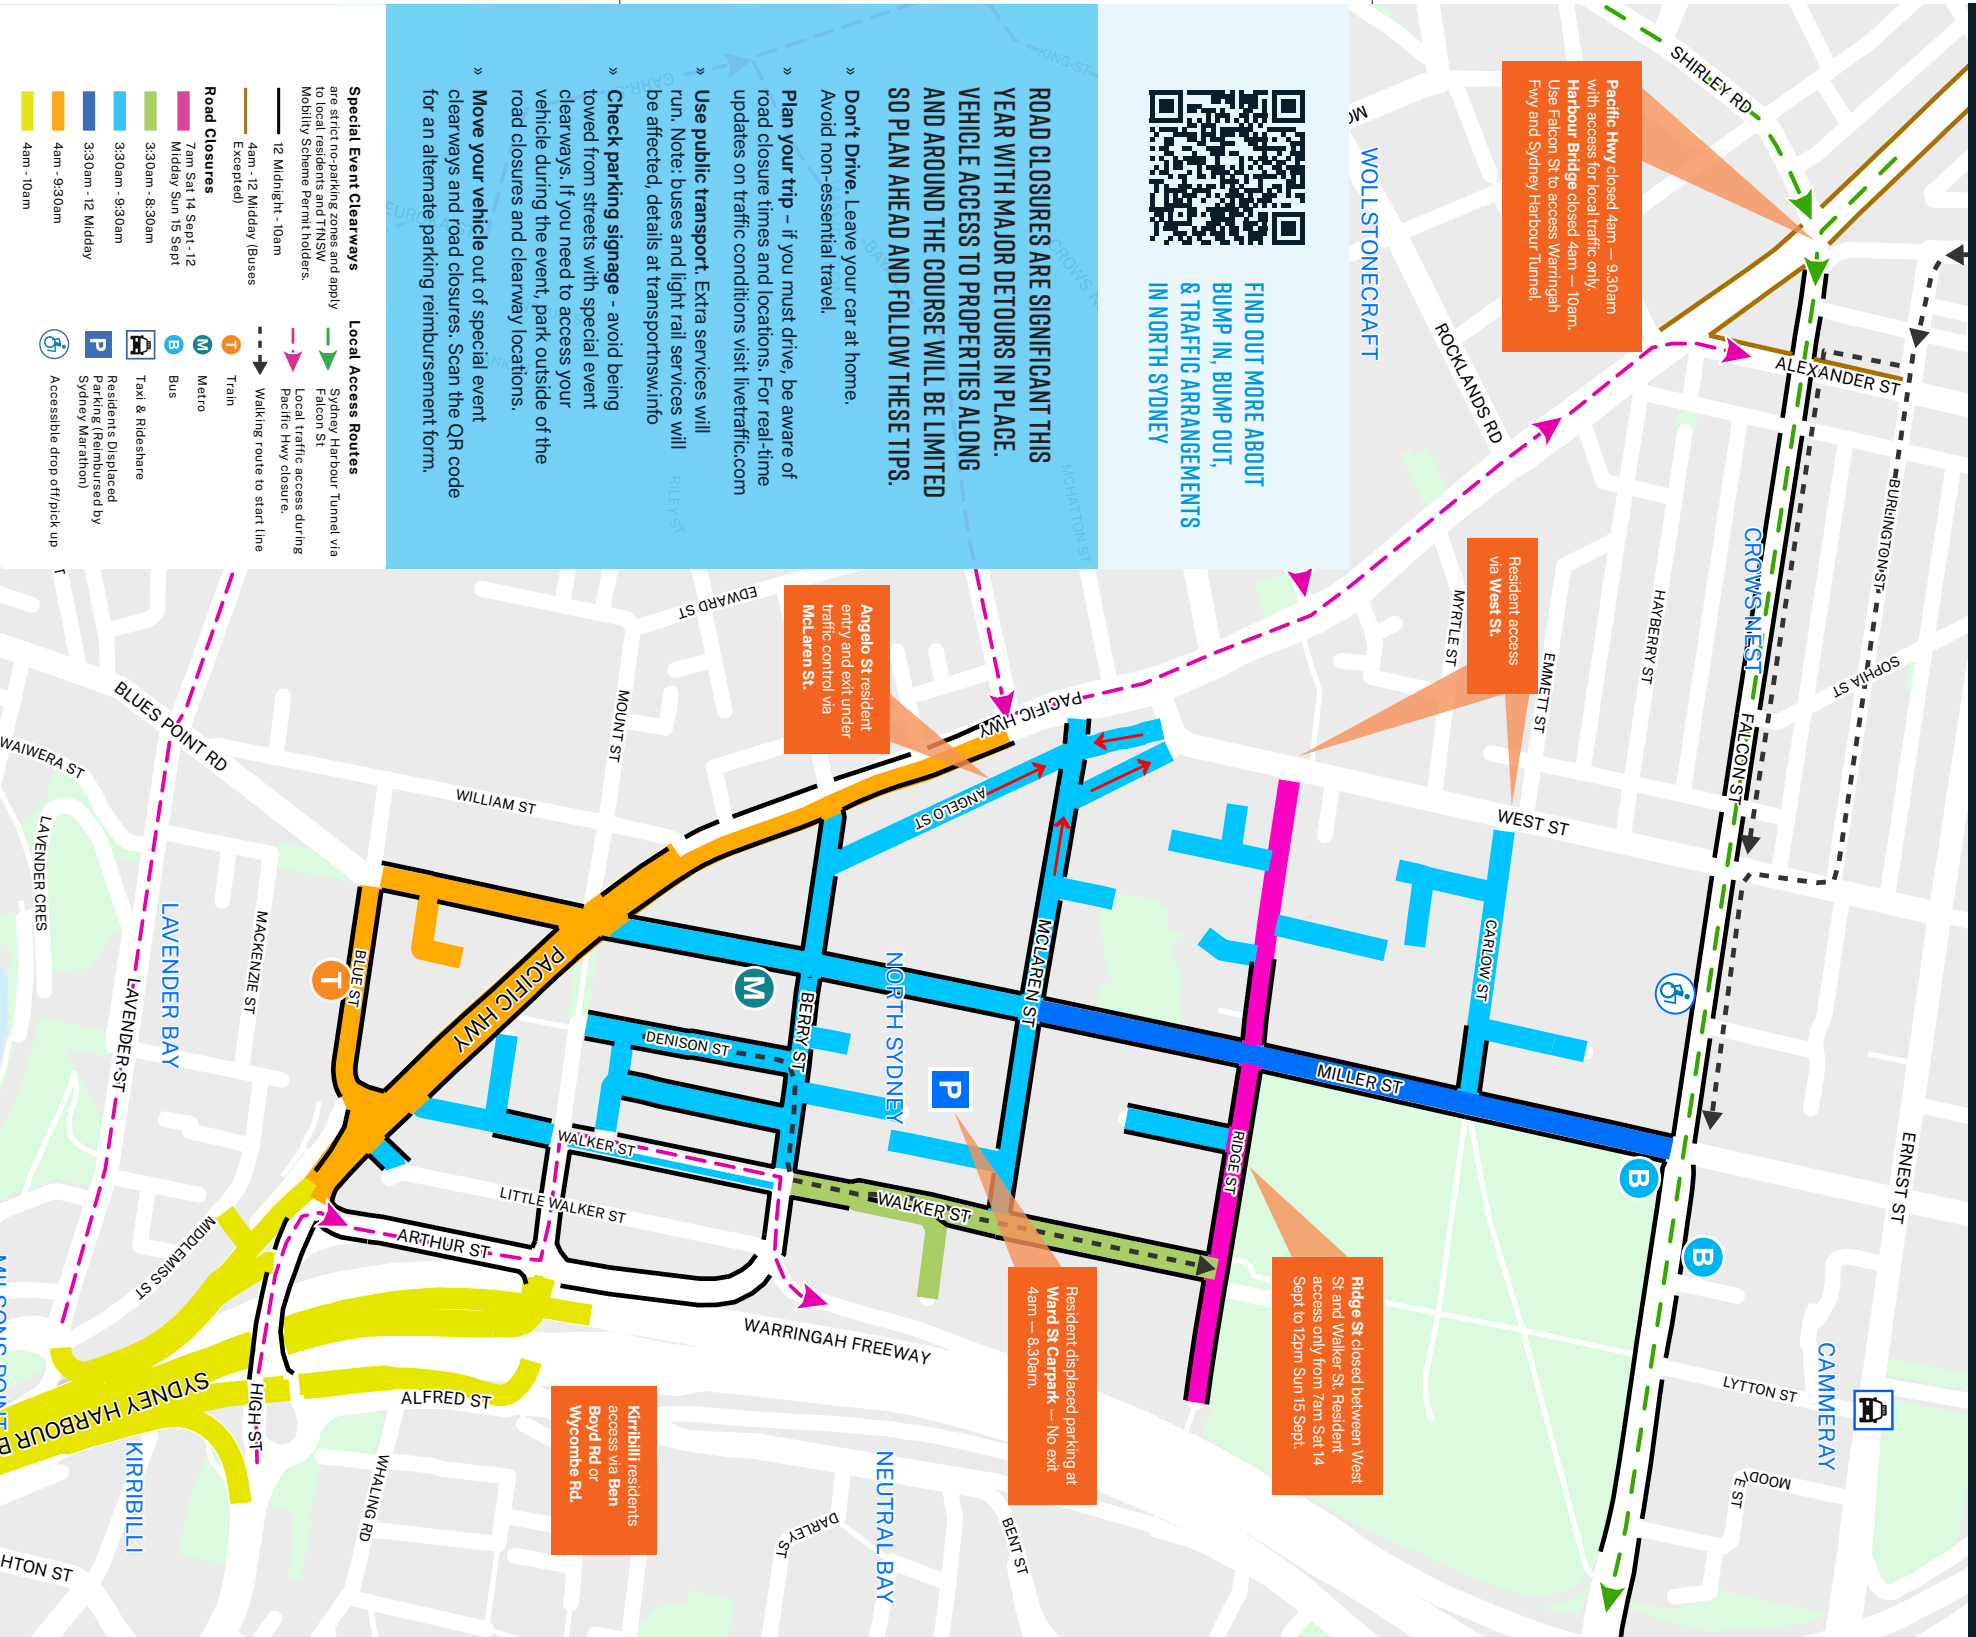 FIND OUT MORE ABOUT
BUMP IN, BUMP OUT,
& TRAFFIC ARRANGEMENTS
IN NORTH SYDNEY
ROAD CLOSURES ARE SIGNIFICANT THIS
YEAR WITH MAJOR DETOURS IN PLACE.
VEHICLE ACCESS TO PROPERTIES ALONG
AND AROUND THE COURSE WILL BE LIMITED
SO PLAN AHEAD AND FOLLOW THESE TIPS.
» Don't Drive. Leave your car at home.
Avoid non-essential travel.
» Plan your trip – if you must drive, be aware of
road closure times and locations. For real-time
updates on traffic conditions visit livetraffic.com
» Use public transport. Extra services will
run. Note: buses and light rail services will
be affected, details at transportnsw.info
» Check parking signage - avoid being
towed from streets with special event
clearways. If you need to access your
vehicle during the event, park outside of the
road closures and clearway locations.
» Move your vehicle out of special event
clearways and road closures. Scan the QR code
for an alternate parking reimbursement form.
KING ST
CARR
CROWS N
EURO
MCHATTON ST
RILEY ST
Special Event Clearways
are strict no-parking zones and apply
to local residents and TfNSW
Mobility Scheme Permit holders.
12 Midnight - 10am
4am - 12 Midday (Buses
Excepted)
Road Closures
7am Sat 14 Sept - 12
Midday Sun 15 Sept
3:30am - 8:30am
3:30am - 9:30am
3:30am - 12 Midday
4am - 9:30am
4am - 10am
Local Access Routes
Sydney Harbour Tunnel via
Falcon St
Local traffic access during
Pacific Hwy closure.
Walking route to start line
T Train
M Metro
B Bus
Taxi & Rideshare
P Residents Displaced
Parking (Reimbursed by
Sydney Marathon)
Accessible drop off/pick up
Pacific Hwy closed 4am — 9.30am
with access for local traffic only.
Harbour Bridge closed 4am — 10am.
Use Falcon St to access Warringah
Fwy and Sydney Harbour Tunnel.
Resident access
via West St.
Angelo St resident
entry and exit under
traffic control via
McLaren St.
Ridge St closed between West
St and Walker St. Resident
access only from 7am Sat 14
Sept to 12pm Sun 15 Sept.
Resident displaced parking at
Ward St Carpark — No exit
4am — 8.30am.
Kirribilli residents
access via Ben
Boyd Rd or
Wycombe Rd.
SHIRLEY RD
WOLLSTONECRAFT
ROCKLANDS RD
ALEXANDER ST
BURLINGTON ST
CROWS NEST
SOPHIA ST
FALCON ST
HAYBERRY ST
EMMETT ST
MYRTLE ST
WEST ST
EDWARD ST
PACIFIC HWY
MOUNT ST
ANGELO ST
BLUES POINT RD
WAIWERA ST
WILLIAM ST
LAVENDER CRES
LAVENDER BAY
LAVENDER ST
MACKENZIE ST
BLUE ST
T
PACIFIC HWY
M
BERRY ST
DENISON ST
NORTH SYDNEY
P
MCLAREN ST
CARLOW ST
MILLER ST
RIDGE ST
B
B
ERNEST ST
WALKER ST
WALKER ST
LITTLE WALKER ST
ARTHUR ST
MIDDLEMISS ST
WARRINGAH FREEWAY
ALFRED ST
HIGH ST
SYDNEY HARBOUR B
MILSONS POINT
KIRRIBILLI
WHALING RD
HTON ST
NEUTRAL BAY
DARLEY ST
BENT ST
LYTTON ST
CAMMERAY
MOODY
E ST
MO